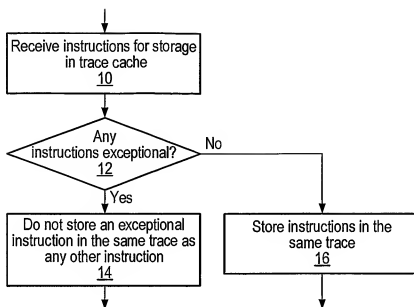 Receive instructions for storage
in trace cache
10
Any
instructions exceptional?
12
No
Yes
Do not store an exceptional
instruction in the same trace as
any other instruction
14
Store instructions in the
same trace
16